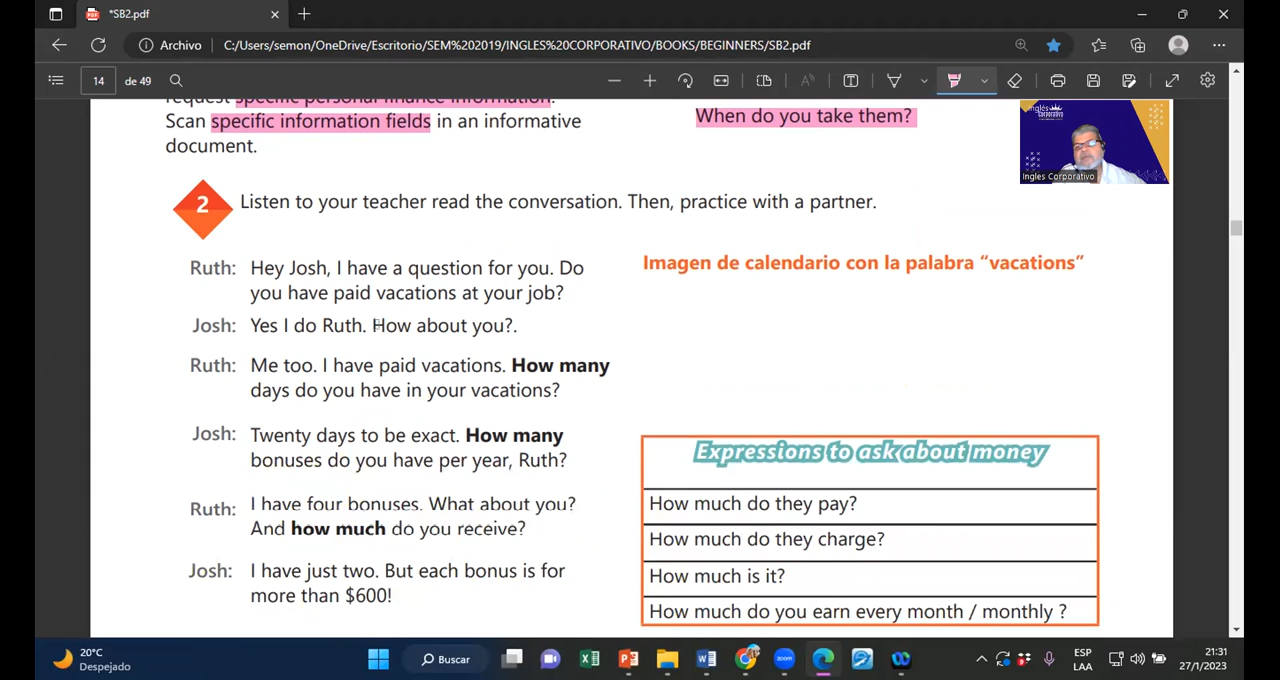 *SB2.pdf
Archivo
C:/Users/semon/OneDrive/Escritorio/SEM%202019/INGLES%20CORPORATIVO/BOOKS/BEGINNERS/SB2.pdf
14 de 49
request specific personal finance information.
Scan specific information fields in an informative
document.
When do you take them?
Inglés
Corporativo
Ingles Corporativo
2 Listen to your teacher read the conversation. Then, practice with a partner.
Ruth: Hey Josh, I have a question for you. Do
you have paid vacations at your job?
Josh: Yes I do Ruth. How about you?.
Ruth: Me too. I have paid vacations. How many
days do you have in your vacations?
Josh: Twenty days to be exact. How many
bonuses do you have per year, Ruth?
Ruth: I have four bonuses. What about you?
And how much do you receive?
Josh: I have just two. But each bonus is for
more than $600!
Imagen de calendario con la palabra “vacations”
Expressions to ask about money
How much do they pay?
How much do they charge?
How much is it?
How much do you earn every month / monthly ?
20°C
Despejado
Buscar
zoom
ESP
LAA
21:31
27/1/2023